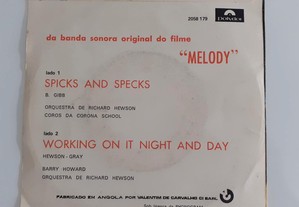 2058 179
Polydor
da banda sonora original do filme
"MELODY"
lado 1
SPICKS AND SPECKS
B. GIBB
ORQUESTRA DE RICHARD HEWSON
COROS DA CORONA SCHOOL
lado 2
WORKING ON IT NIGHT AND DAY
HEWSON - GRAY
BARRY HOWARD
ORQUESTRA DE RICHARD HEWSON
FABRICADO EM ANGOLA POR VALENTIM DE CARVALHO CI SARL